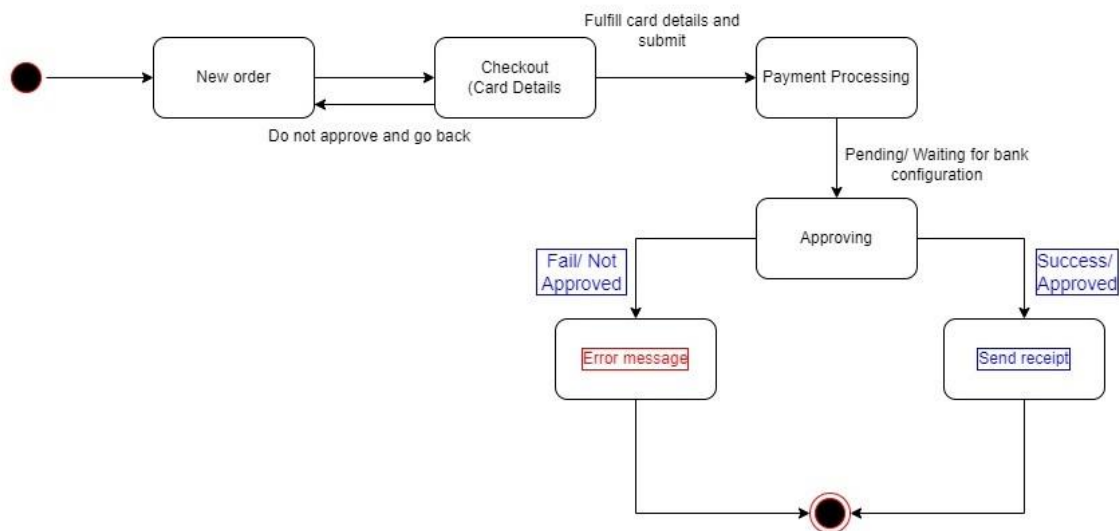 Fulfill card details and
submit
New order
Checkout
(Card Details
Payment Processing
Do not approve and go back
Pending/ Waiting for bank
configuration
Approving
Fail/ Not
Approved
Success/
Approved
Error message
Send receipt